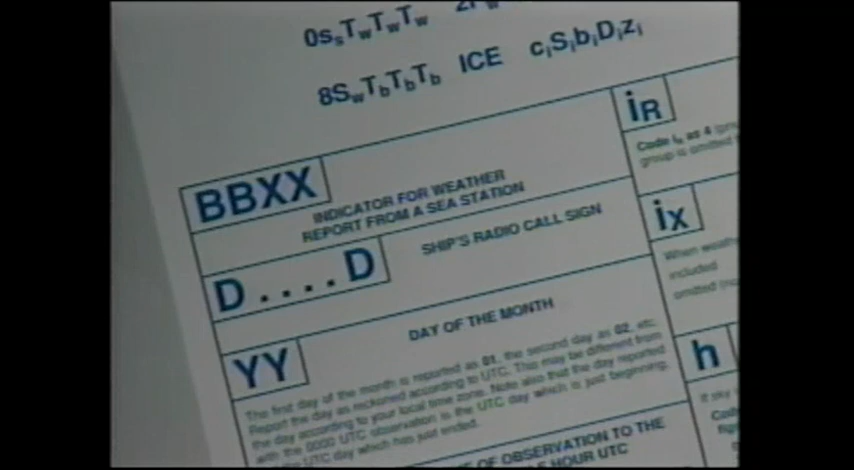 0sₛTwTwTw
8SwTbTbTb ICE cᵢSᵢbᵢDᵢzᵢ
BBXX
INDICATOR FOR WEATHER
REPORT FROM A SEA STATION
D....D
SHIP'S RADIO CALL SIGN
YY
DAY OF THE MONTH
The first day of the month is reported as 01, the second day as 02, etc.
Report the day as reckoned according to UTC. This may be different from
the day according to your local time zone. Note also that the day reported
with the 0000 UTC observation is the UTC day which is just beginning,
UTC day which has just ended.
OF OBSERVATION TO THE
HOUR UTC
iR
Code iR as 4
group is omitted
ix
When
included
omitted
h
If sky